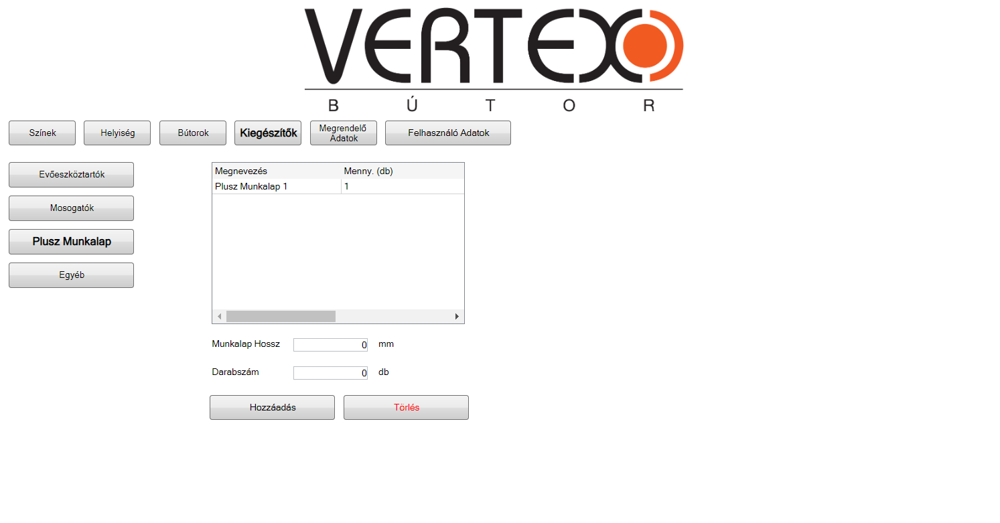 VERTEX
BÚTOR
Színek Helyiség Bútorok Kiegészítők Megrendelő Adatok Felhasználó Adatok
Evőeszköztartók
Mosogatók
Plusz Munkalap
Egyéb
Megnevezés Menny. (db)
Plusz Munkalap 1 1
Munkalap Hossz 0 mm
Darabszám 0 db
Hozzáadás Törlés